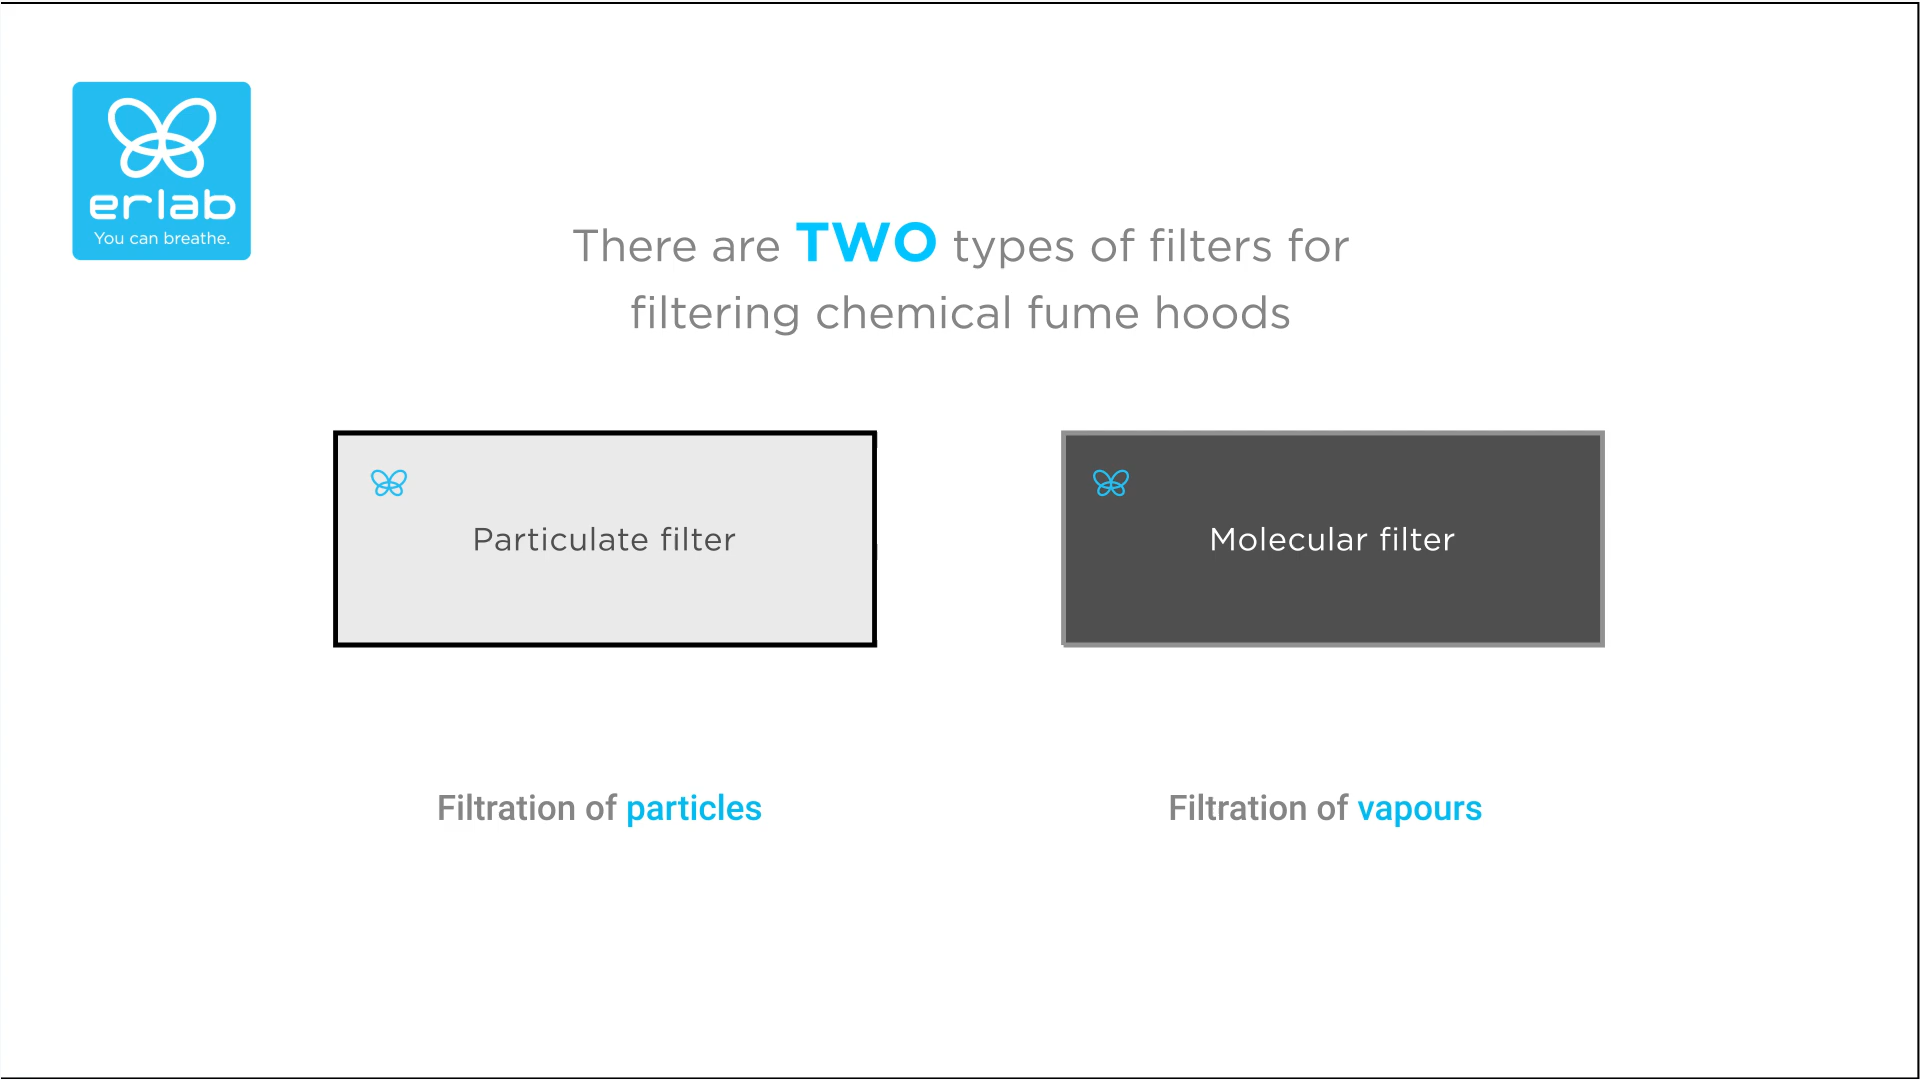 erlab
You can breathe.
There are TWO types of filters for
filtering chemical fume hoods
Particulate filter
Molecular filter
Filtration of particles
Filtration of vapours